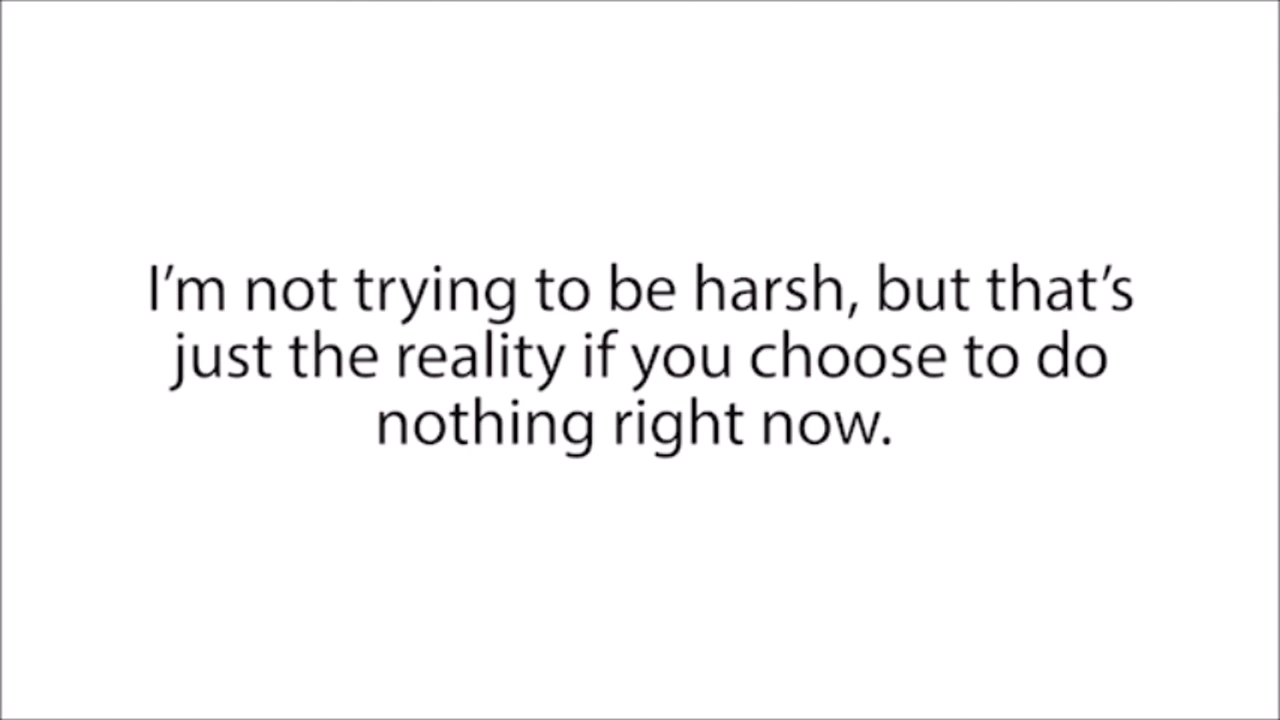 I’m not trying to be harsh, but that’s
just the reality if you choose to do
nothing right now.